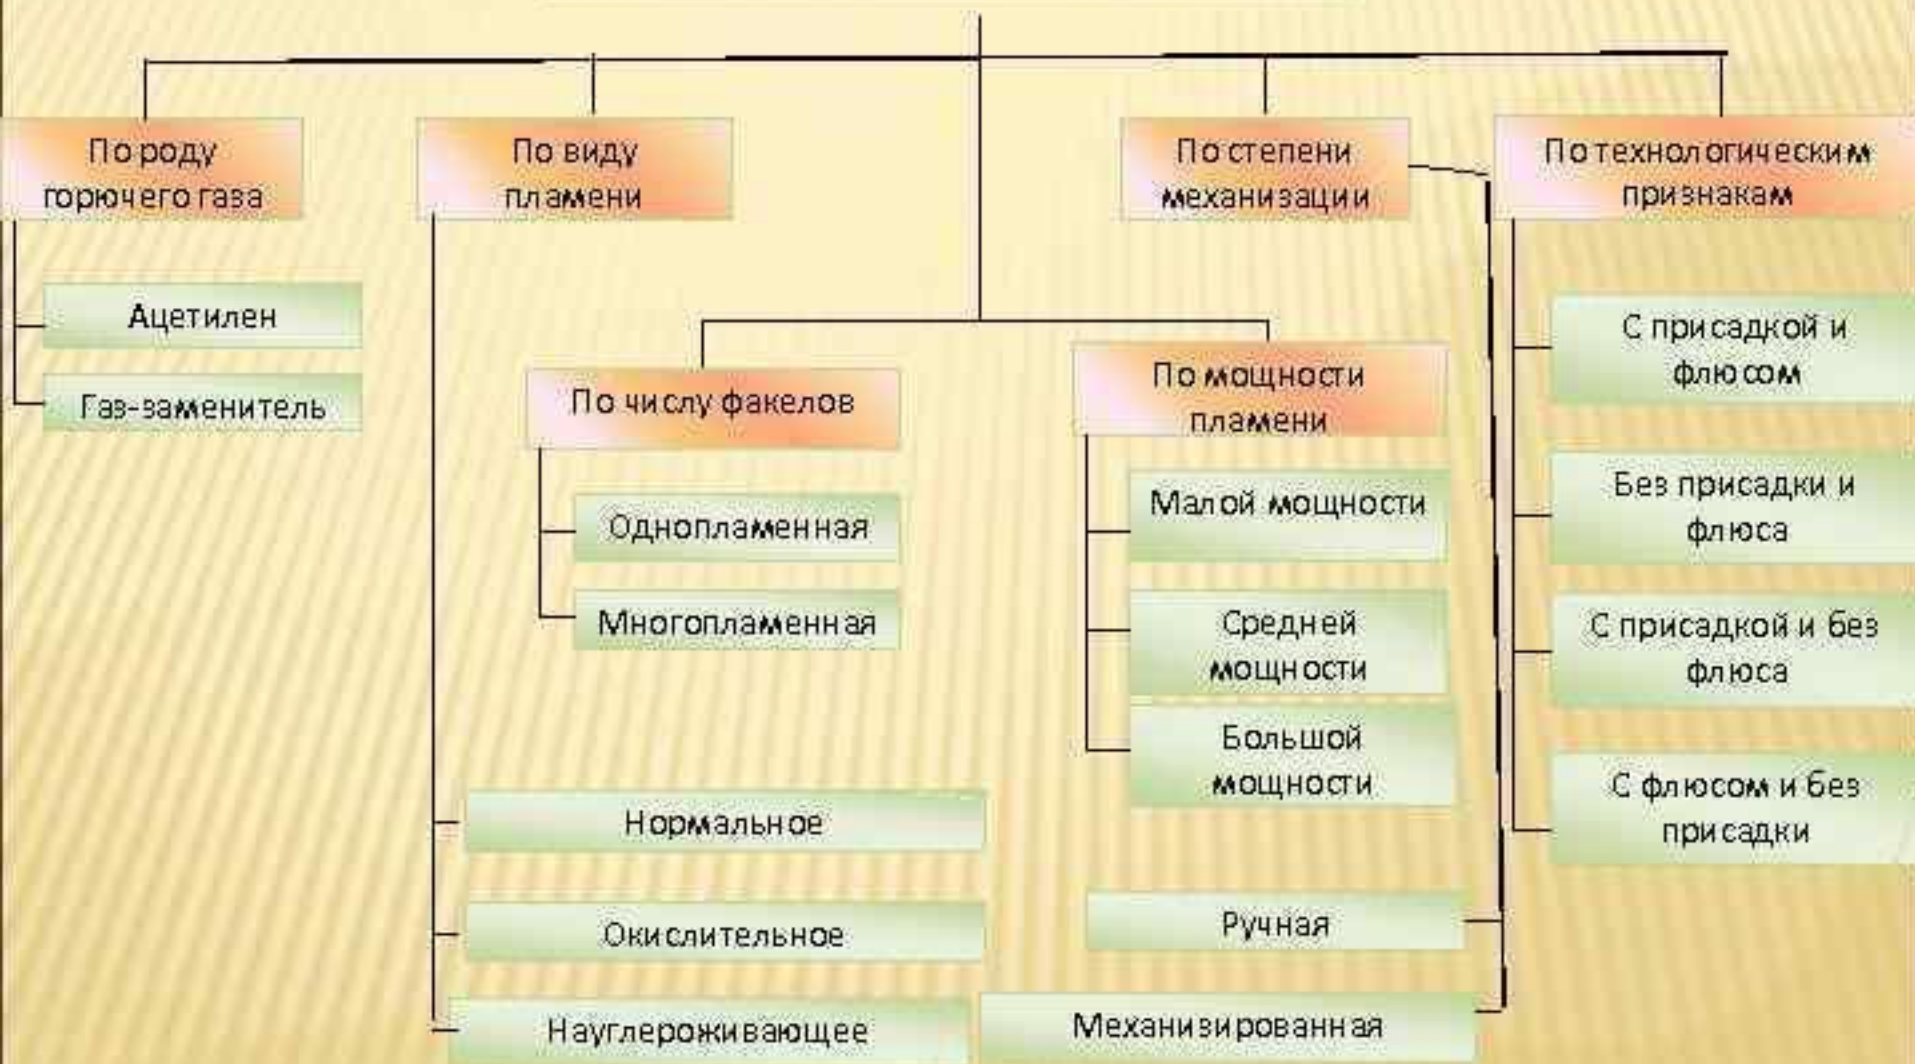 По роду
горючего газа
Ацетилен
Газ-заменитель
По виду
пламени
Нормальное
Окислительное
Науглероживающее
По числу факелов
Однопламенная
Многопламенная
По мощности
пламени
Малой мощности
Средней
мощности
Большой
мощности
По степени
механизации
Ручная
Механизированная
По технологическим
признакам
С присадкой и
флюсом
Без присадки и
флюса
С присадкой и без
флюса
С флюсом и без
присадки